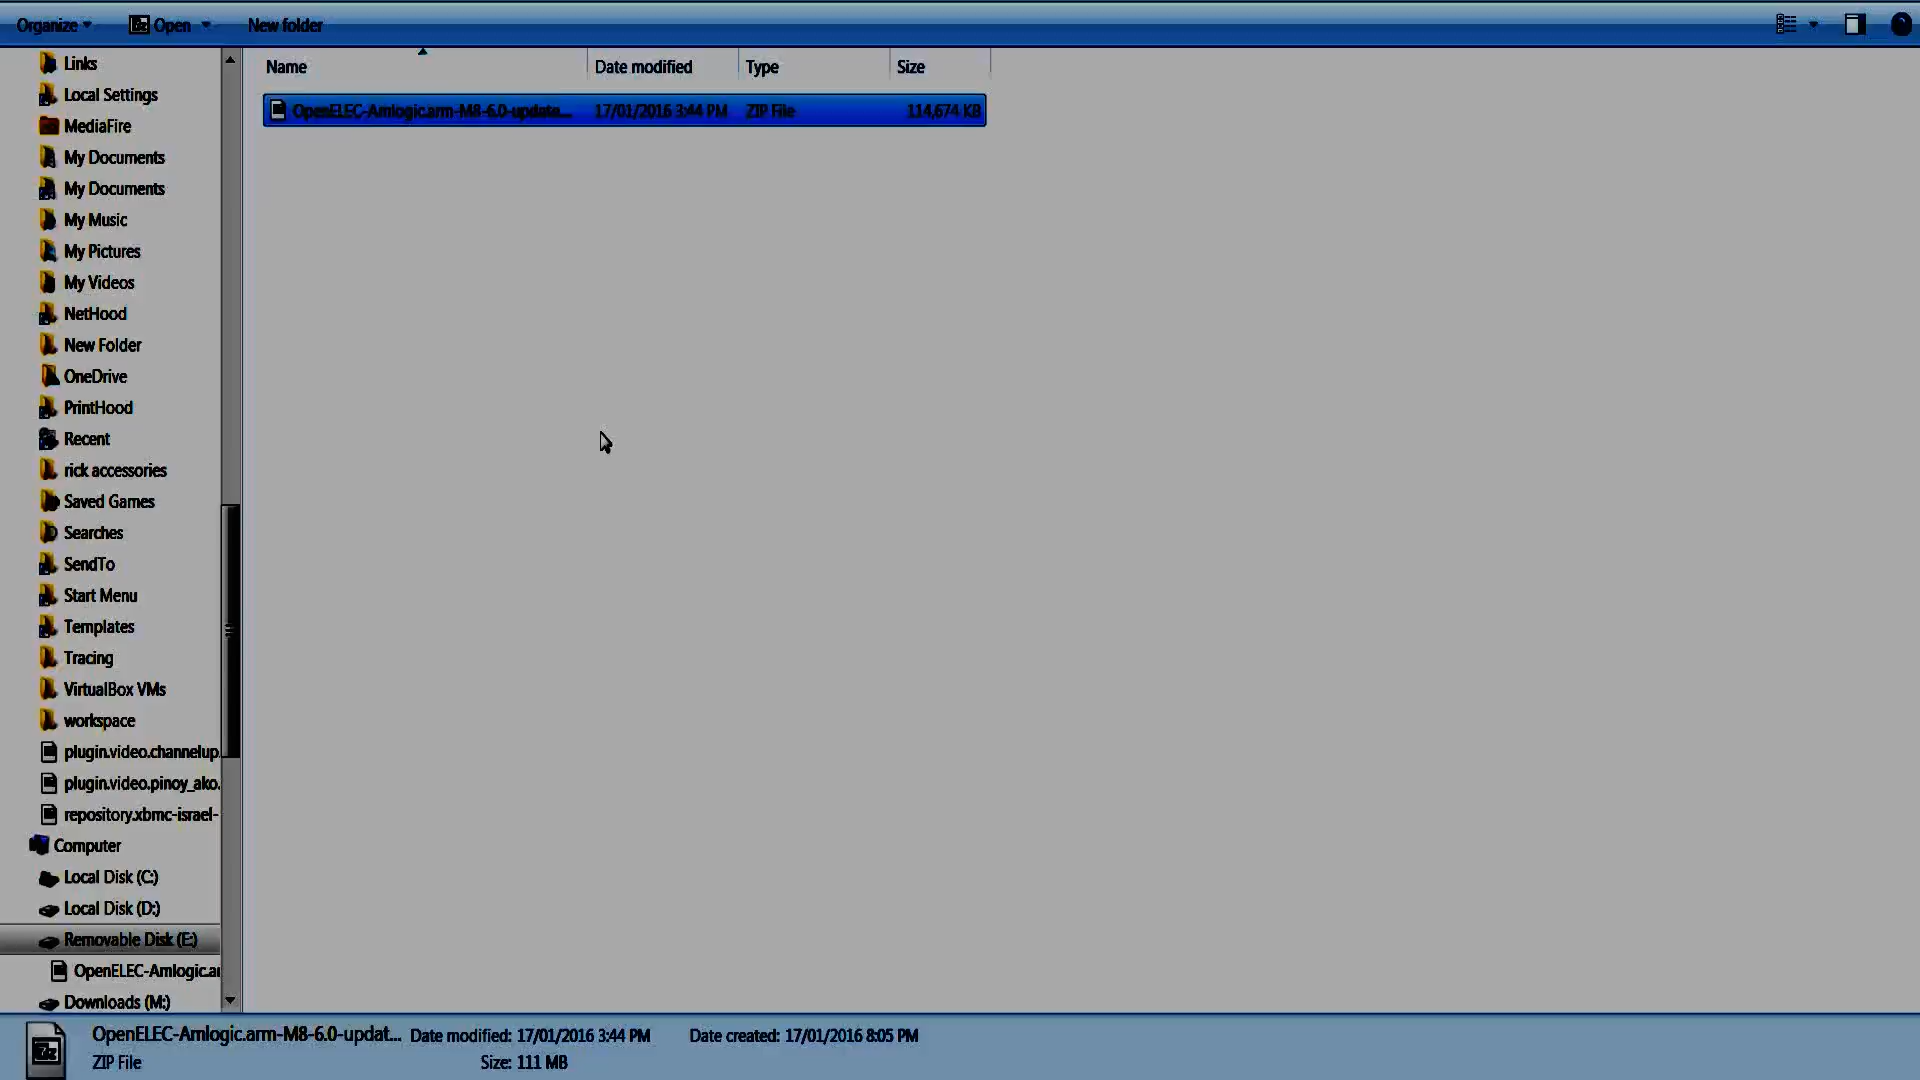 Organize Open New folder
Name Date modified Type Size
OpenELEC-Amlogic.arm-M8-6.0-update... 17/01/2016 3:44 PM ZIP File 114,674 KB
Links
Local Settings
MediaFire
My Documents
My Documents
My Music
My Pictures
My Videos
NetHood
New Folder
OneDrive
PrintHood
Recent
rick accessories
Saved Games
Searches
SendTo
Start Menu
Templates
Tracing
VirtualBox VMs
workspace
plugin.video.channelup
plugin.video.pinoy_ako.
repository.xbmc-israel-
Computer
Local Disk (C:)
Local Disk (D:)
Removable Disk (E:)
OpenELEC-Amlogic.ar
Downloads (M:)
OpenELEC-Amlogic.arm-M8-6.0-updat... Date modified: 17/01/2016 3:44 PM Date created: 17/01/2016 8:05 PM
ZIP File Size: 111 MB